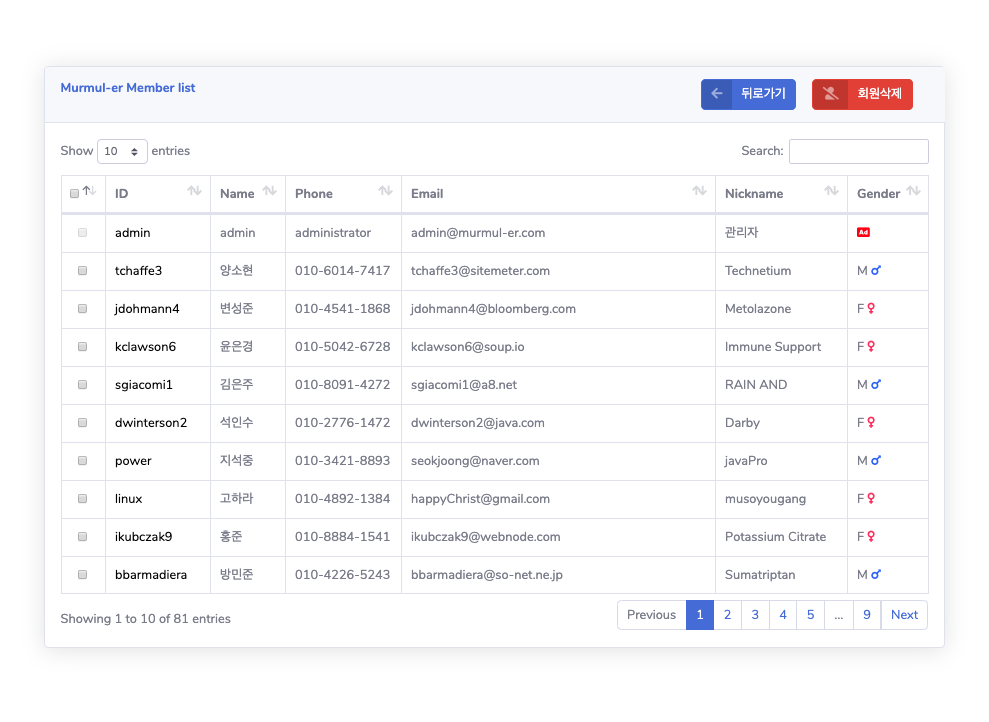 Murmul-er Member list 뒤로가기 회원삭제
Show 10 entries Search:
ID Name Phone Email Nickname Gender
admin admin administrator admin@murmul-er.com 관리자 Ad
tchaffe3 양소현 010-6014-7417 tchaffe3@sitemeter.com Technetium M
jdohmann4 변성준 010-4541-1868 jdohmann4@bloomberg.com Metolazone F
kclawson6 윤은경 010-5042-6728 kclawson6@soup.io Immune Support F
sgiacomi1 김은주 010-8091-4272 sgiacomi1@a8.net RAIN AND M
dwinterson2 석인수 010-2776-1472 dwinterson2@java.com Darby F
power 지석중 010-3421-8893 seokjoong@naver.com javaPro M
linux 고하라 010-4892-1384 happyChrist@gmail.com musoyougang F
ikubczak9 홍준 010-8884-1541 ikubczak9@webnode.com Potassium Citrate F
bbarmadiera 방민준 010-4226-5243 bbarmadiera@so-net.ne.jp Sumatriptan M
Showing 1 to 10 of 81 entries Previous 1 2 3 4 5 … 9 Next